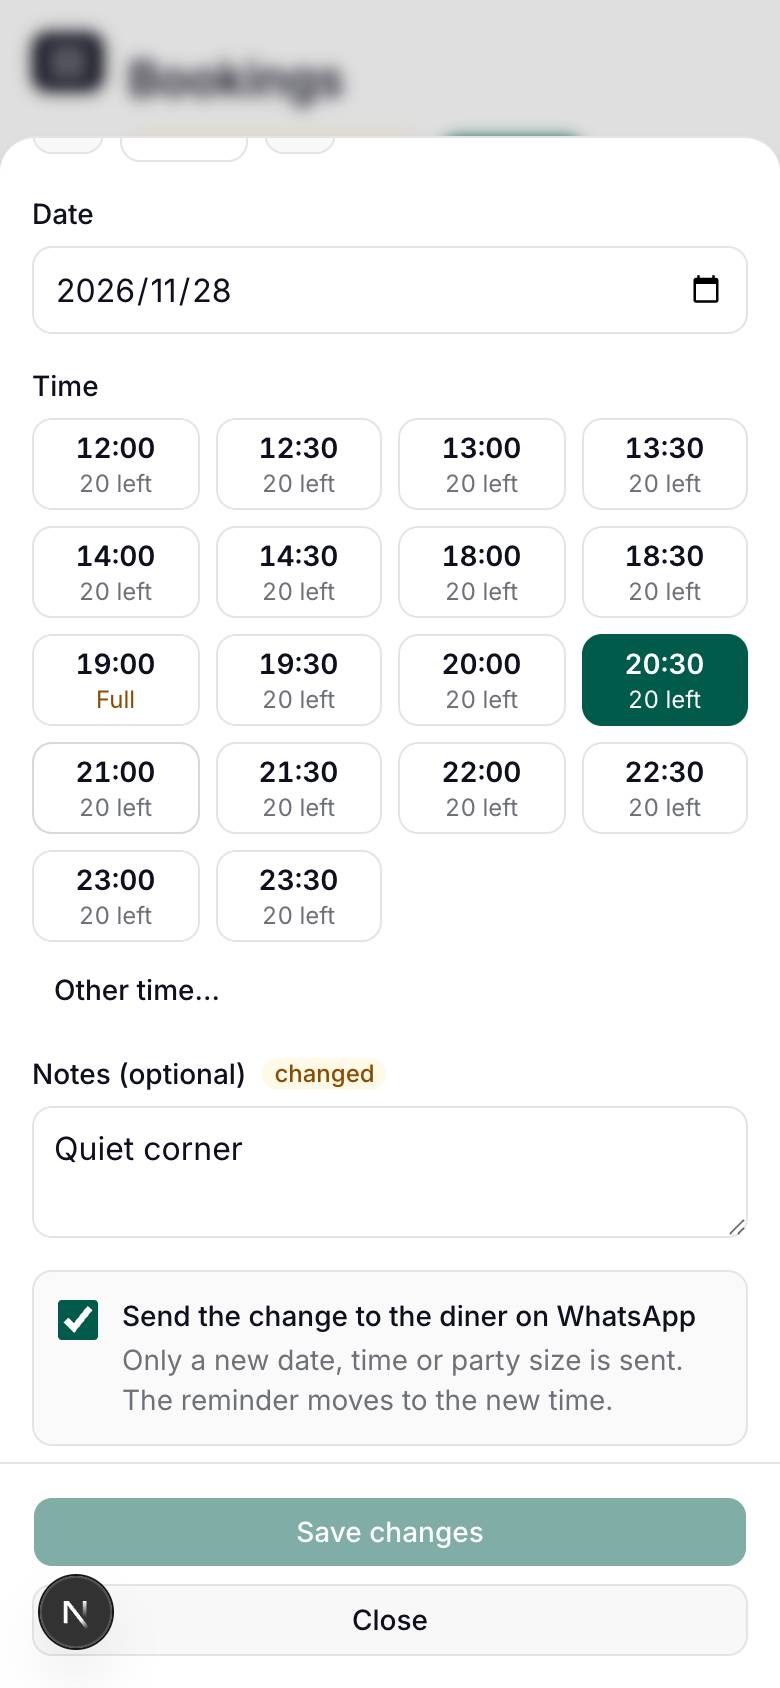 Bookings
Date
2026/11/28
Time
12:00
20 left
12:30
20 left
13:00
20 left
13:30
20 left
14:00
20 left
14:30
20 left
18:00
20 left
18:30
20 left
19:00
Full
19:30
20 left
20:00
20 left
20:30
20 left
21:00
20 left
21:30
20 left
22:00
20 left
22:30
20 left
23:00
20 left
23:30
20 left
Other time...
Notes (optional) changed
Quiet corner
Send the change to the diner on WhatsApp
Only a new date, time or party size is sent.
The reminder moves to the new time.
Save changes
N
Close